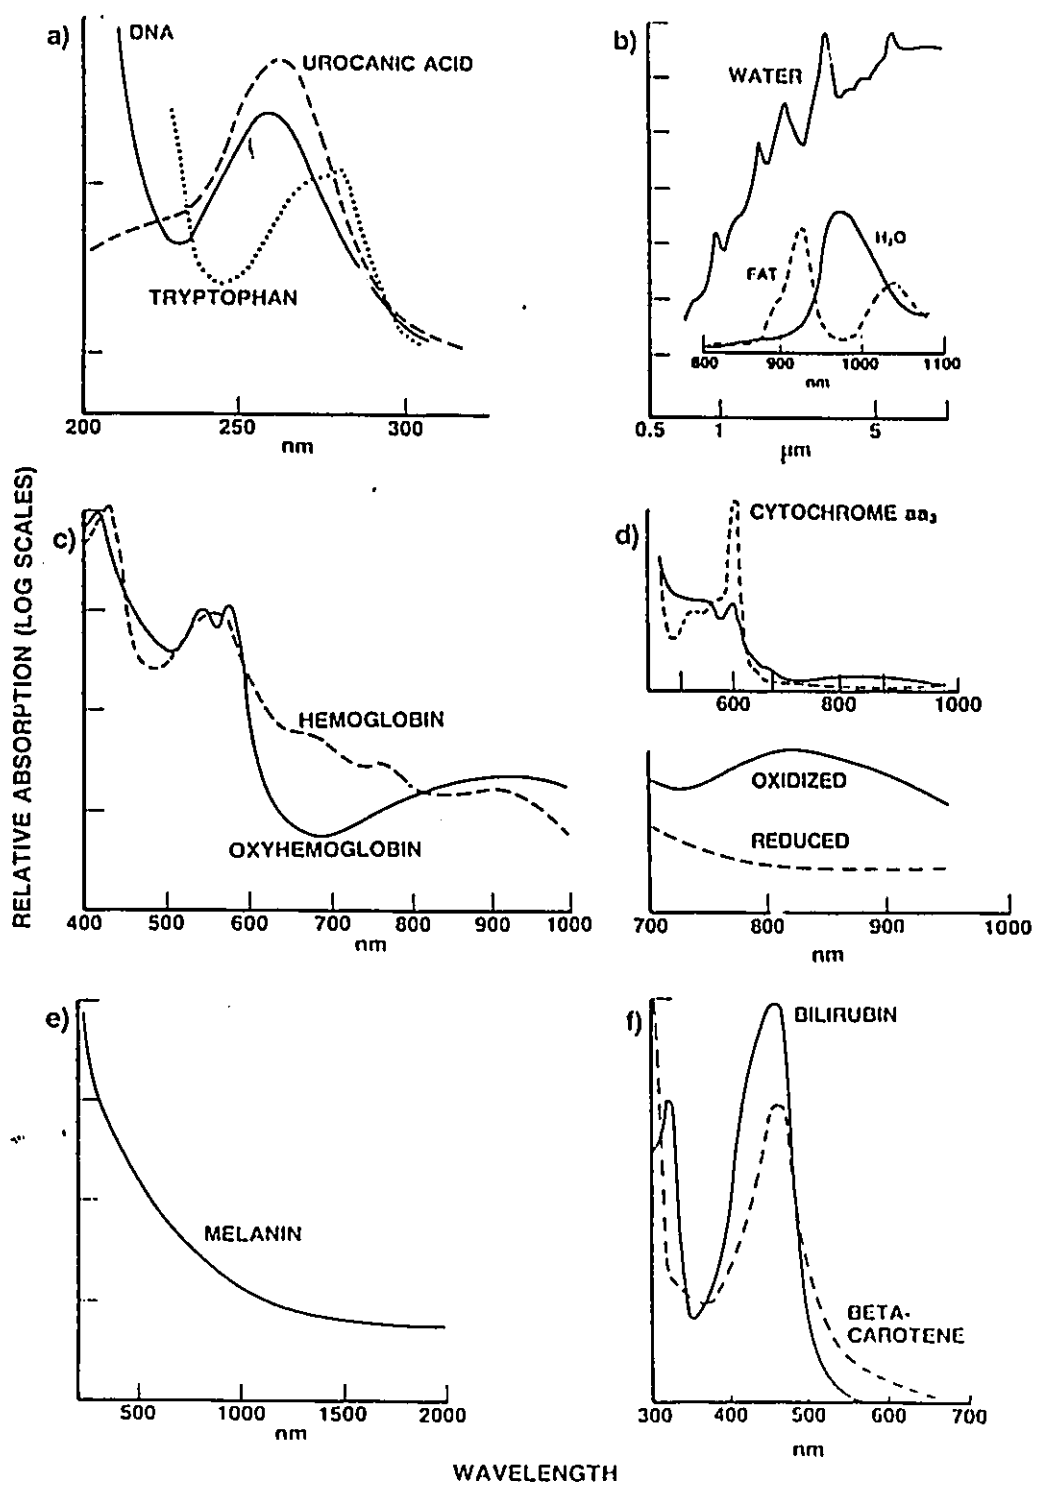 a)
DNA
UROCANIC ACID
TRYPTOPHAN
200 250 300
nm
b)
WATER
FAT
H₂O
800 900 1000 1100
nm
0.5 1 5
μm
RELATIVE ABSORPTION (LOG SCALES)
c)
HEMOGLOBIN
OXYHEMOGLOBIN
400 500 600 700 800 900 1000
nm
d)
CYTOCHROME aa₃
600 800 1000
OXIDIZED
REDUCED
700 800 900 1000
nm
e)
MELANIN
500 1000 1500 2000
nm
f)
BILIRUBIN
BETA-
CAROTENE
300 400 500 600 700
nm
WAVELENGTH